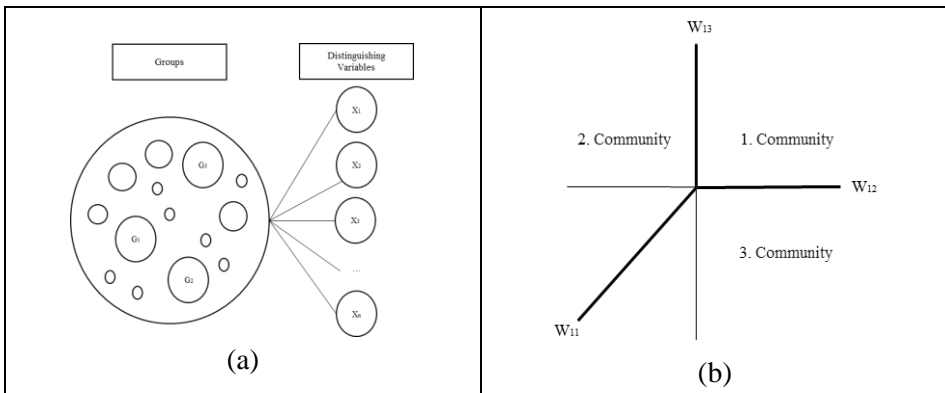 Groups
Distinguishing
Variables
X₁
X₂
X₃
...
Xₙ
G₃
G₁
G₂
(a)
W₁₃
2. Community
1. Community
W₁₂
3. Community
W₁₁
(b)